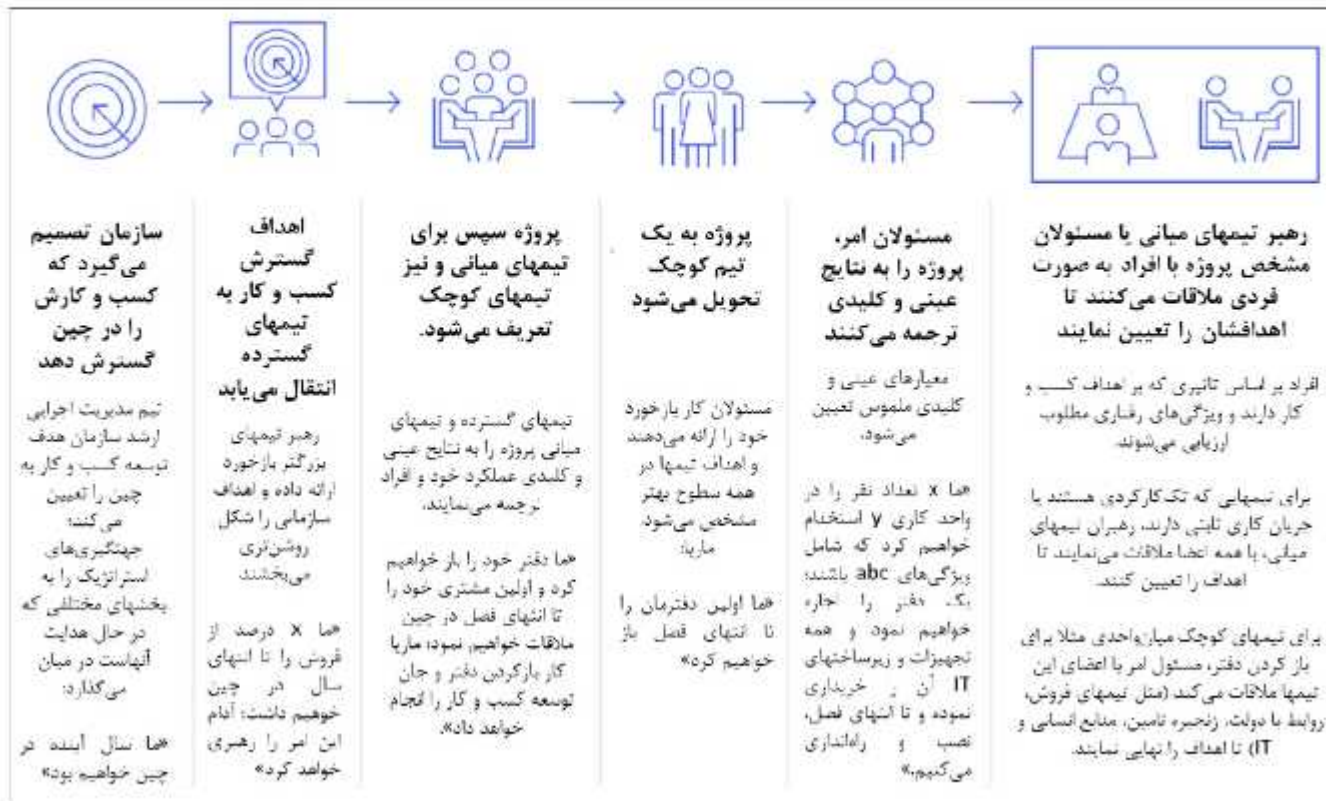 سازمان تصمیم
می‌گیرد که
کسب و کارش
را در چین
گسترش دهد
تیم مدیریت اجرایی
ارشد سازمان هدف
توسعه کسب و کار به
چین را تعیین
می‌کند؛
جهتگیری‌های
استراتژیک را به
بخشهای مختلفی که
در حال هدایت
آنهاست در میان
می‌گذارد:
«ما سال آینده در
چین خواهیم بود»
اهداف
گسترش
کسب و کار به
تیمهای
گسترده
انتقال می‌یابد
رهبر تیمهای
بزرگتر بازخورد
ارائه داده و اهداف
سازمانی را شکل
روشن‌تری
می‌بخشند
«ما x درصد از
فروش را تا انتهای
سال در چین
خوهیم داشت؛ آدام
این امر را رهبری
خواهد کرد»
پروژه سپس برای
تیمهای میانی و نیز
تیمهای کوچک
تعریف می‌شود.
تیمهای گسترده و تیمهای
میانی پروژه را به نتایج عینی
و کلیدی عملکرد خود و افراد
ترجمه می‌نمایند.
«ما دفتر خود را باز خواهیم
کرد و اولین مشتری خود را
تا انتهای فصل در چین
ملاقات خواهیم نمود؛ ماریا
کار بازکردن دفتر و جان
توسعه کسب و کار را انجام
خواهد داد».
پروژه به یک
تیم کوچک
تحویل می‌شود
مسئولان کار بازخورد
خود را ارائه می‌دهند
و اهداف تیمها در
همه سطوح بهتر
مشخص می‌شود.
ماریا:
«ما اولین دفترمان را
تا انتهای فصل باز
خواهیم کرد»
مسئولان امر،
پروژه را به نتایج
عینی و کلیدی
ترجمه می‌کنند
معیارهای عینی و
کلیدی ملموس تعیین
می‌شود.
«ما x تعداد نفر را در
واحد کاری y استخدام
خواهیم کرد که شامل
ویژگی‌های abc باشند؛
یک دفتر را اجاره
خواهیم نمود و همه
تجهیزات و زیرساختهای
IT آن را خریداری
نموده و تا انتهای فصل،
نصب و راه‌اندازی
می‌کنیم.»
رهبر تیمهای میانی یا مسئولان
مشخص پروژه با افراد به صورت
فردی ملاقات می‌کنند تا
اهدافشان را تعیین نمایند
افراد بر اساس تاثیری که بر اهداف کسب و
کار دارند و ویژگی‌های رفتاری مطلوب
ارزیابی می‌شوند.
برای تیمهایی که تک‌کارکردی هستند یا
جریان کاری ثابتی دارند، رهبران تیمهای
میانی، با همه اعضا ملاقات می‌نمایند تا
اهداف را تعیین کنند.
برای تیمهای کوچک میان‌واحدی مثلا برای
باز کردن دفتر، مسئول امر با اعضای این
تیمها ملاقات می‌کند (مثل تیمهای فروش،
روابط با دولت، زنجیره تامین، منابع انسانی و
IT) تا اهداف را نهایی نمایند.